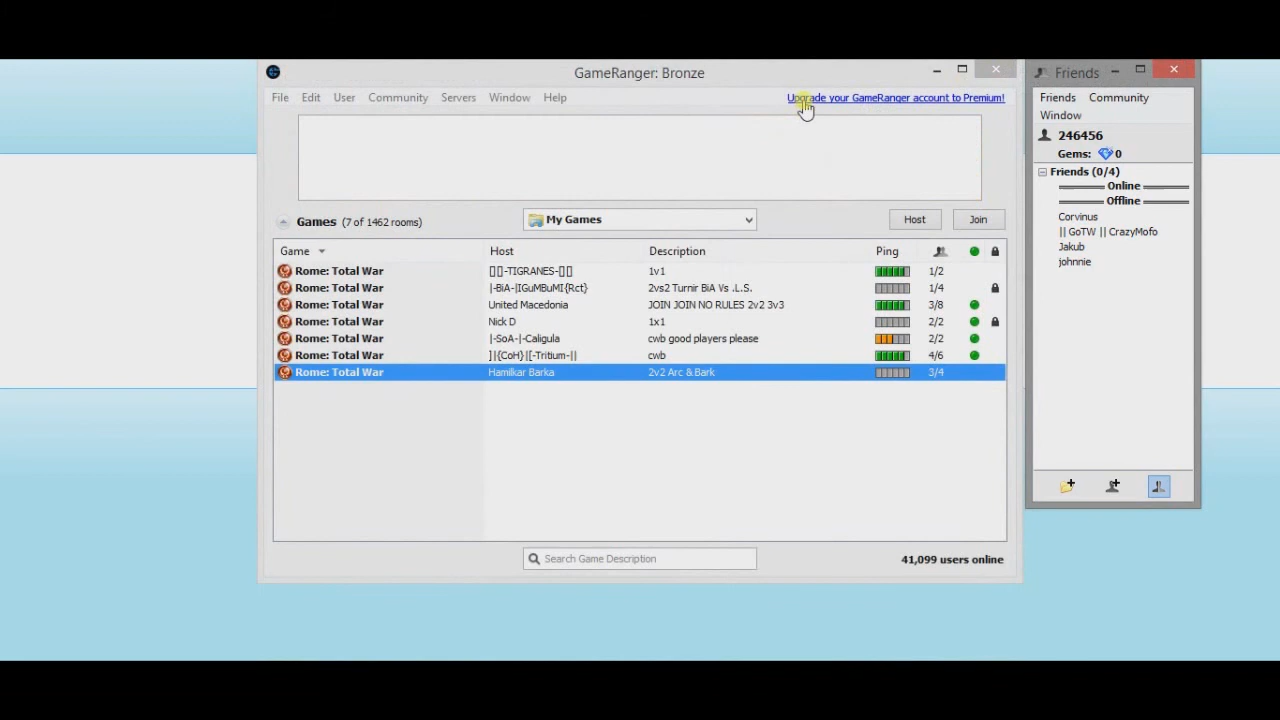 GameRanger: Bronze
File Edit User Community Servers Window Help Upgrade your GameRanger account to Premium!
Games (7 of 1462 rooms) My Games Host Join
Game Host Description Ping
Rome: Total War [][]-TIGRANES-[][] 1v1 1/2
Rome: Total War |-BiA-|IGuMBuMI{Rct} 2vs2 Turnir BiA Vs .L.S. 1/4
Rome: Total War United Macedonia JOIN JOIN NO RULES 2v2 3v3 3/8
Rome: Total War Nick D 1x1 2/2
Rome: Total War |-SoA-|-Caligula cwb good players please 2/2
Rome: Total War ]|{CoH}|[-Tritium-|| cwb 4/6
Rome: Total War Hamilkar Barka 2v2 Arc & Bark 3/4
Search Game Description 41,099 users online
Friends
Friends Community
Window
246456
Gems: 0
Friends (0/4)
Online
Offline
Corvinus
|| GoTW || CrazyMofo
Jakub
johnnie